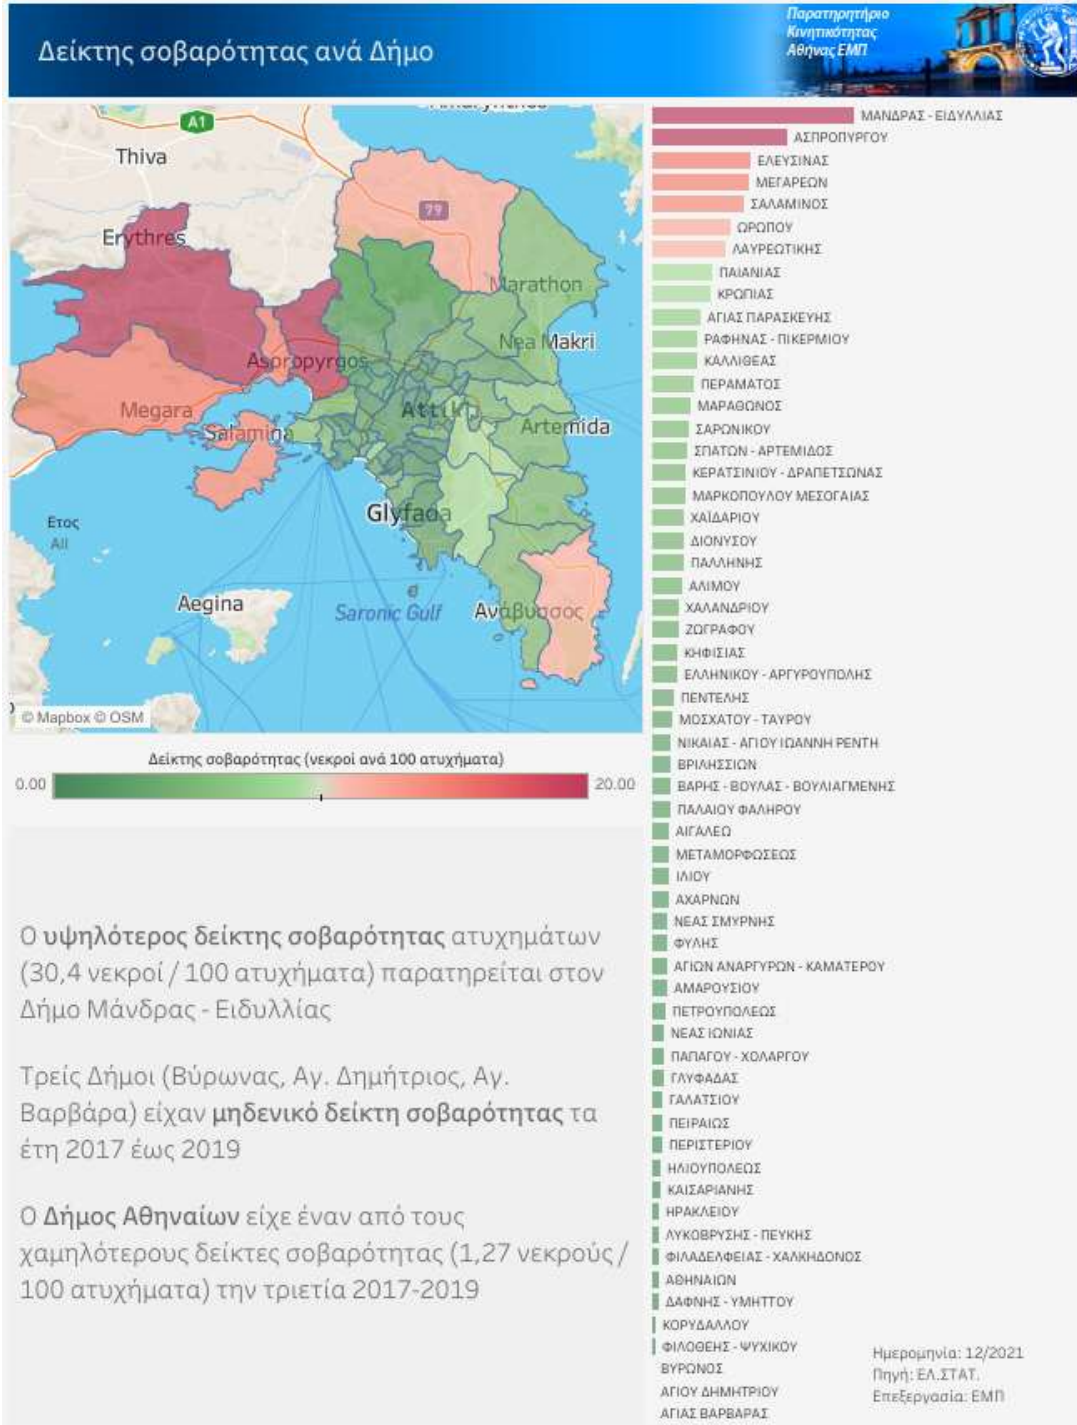 Δείκτης σοβαρότητας ανά Δήμο
Παρατηρητήριο
Κινητικότητας
Αθήνας ΕΜΠ
A1
Thiva
79
Erythres
Marathon
Nea Makri
Aspropyrgos
Megara
Attiki
Salamina
Artemida
Glyfada
Ετος
All
Aegina
Saronic Gulf
Ανάβυσσος
© Mapbox © OSM
Δείκτης σοβαρότητας (νεκροί ανά 100 ατυχήματα)
0.00
20.00
Ο υψηλότερος δείκτης σοβαρότητας ατυχημάτων
(30,4 νεκροί / 100 ατυχήματα) παρατηρείται στον
Δήμο Μάνδρας - Ειδυλλίας
Τρείς Δήμοι (Βύρωνας, Αγ. Δημήτριος, Αγ.
Βαρβάρα) είχαν μηδενικό δείκτη σοβαρότητας τα
έτη 2017 έως 2019
Ο Δήμος Αθηναίων είχε έναν από τους
χαμηλότερους δείκτες σοβαρότητας (1,27 νεκρούς /
100 ατυχήματα) την τριετία 2017-2019
ΜΑΝΔΡΑΣ - ΕΙΔΥΛΛΙΑΣ
ΑΣΠΡΟΠΥΡΓΟΥ
ΕΛΕΥΣΙΝΑΣ
ΜΕΓΑΡΕΩΝ
ΣΑΛΑΜΙΝΟΣ
ΩΡΩΠΟΥ
ΛΑΥΡΕΩΤΙΚΗΣ
ΠΑΙΑΝΙΑΣ
ΚΡΩΠΙΑΣ
ΑΓΙΑΣ ΠΑΡΑΣΚΕΥΗΣ
ΡΑΦΗΝΑΣ - ΠΙΚΕΡΜΙΟΥ
ΚΑΛΛΙΘΕΑΣ
ΠΕΡΑΜΑΤΟΣ
ΜΑΡΑΘΩΝΟΣ
ΣΑΡΩΝΙΚΟΥ
ΣΠΑΤΩΝ - ΑΡΤΕΜΙΔΟΣ
ΚΕΡΑΤΣΙΝΙΟΥ - ΔΡΑΠΕΤΣΩΝΑΣ
ΜΑΡΚΟΠΟΥΛΟΥ ΜΕΣΟΓΑΙΑΣ
ΧΑΪΔΑΡΙΟΥ
ΔΙΟΝΥΣΟΥ
ΠΑΛΛΗΝΗΣ
ΑΛΙΜΟΥ
ΧΑΛΑΝΔΡΙΟΥ
ΖΩΓΡΑΦΟΥ
ΚΗΦΙΣΙΑΣ
ΕΛΛΗΝΙΚΟΥ - ΑΡΓΥΡΟΥΠΟΛΗΣ
ΠΕΝΤΕΛΗΣ
ΜΟΣΧΑΤΟΥ - ΤΑΥΡΟΥ
ΝΙΚΑΙΑΣ - ΑΓΙΟΥ ΙΩΑΝΝΗ ΡΕΝΤΗ
ΒΡΙΛΗΣΣΙΩΝ
ΒΑΡΗΣ - ΒΟΥΛΑΣ - ΒΟΥΛΙΑΓΜΕΝΗΣ
ΠΑΛΑΙΟΥ ΦΑΛΗΡΟΥ
ΑΙΓΑΛΕΩ
ΜΕΤΑΜΟΡΦΩΣΕΩΣ
ΙΛΙΟΥ
ΑΧΑΡΝΩΝ
ΝΕΑΣ ΣΜΥΡΝΗΣ
ΦΥΛΗΣ
ΑΓΙΩΝ ΑΝΑΡΓΥΡΩΝ - ΚΑΜΑΤΕΡΟΥ
ΑΜΑΡΟΥΣΙΟΥ
ΠΕΤΡΟΥΠΟΛΕΩΣ
ΝΕΑΣ ΙΩΝΙΑΣ
ΠΑΠΑΓΟΥ - ΧΟΛΑΡΓΟΥ
ΓΛΥΦΑΔΑΣ
ΓΑΛΑΤΣΙΟΥ
ΠΕΙΡΑΙΩΣ
ΠΕΡΙΣΤΕΡΙΟΥ
ΗΛΙΟΥΠΟΛΕΩΣ
ΚΑΙΣΑΡΙΑΝΗΣ
ΗΡΑΚΛΕΙΟΥ
ΛΥΚΟΒΡΥΣΗΣ - ΠΕΥΚΗΣ
ΦΙΛΑΔΕΛΦΕΙΑΣ - ΧΑΛΚΗΔΟΝΟΣ
ΑΘΗΝΑΙΩΝ
ΔΑΦΝΗΣ - ΥΜΗΤΤΟΥ
ΚΟΡΥΔΑΛΛΟΥ
ΦΙΛΟΘΕΗΣ - ΨΥΧΙΚΟΥ
ΒΥΡΩΝΟΣ
ΑΓΙΟΥ ΔΗΜΗΤΡΙΟΥ
ΑΓΙΑΣ ΒΑΡΒΑΡΑΣ
Ημερομηνία: 12/2021
Πηγή: ΕΛ.ΣΤΑΤ.
Επεξεργασία: ΕΜΠ